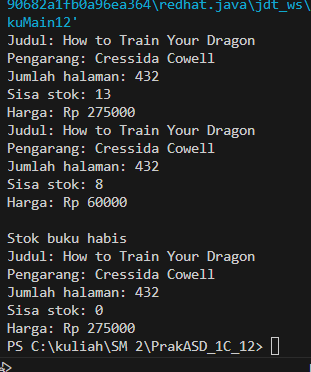 90682a1fb0a96ea364\redhat.java\jdt_ws\
kuMain12'
Judul: How to Train Your Dragon
Pengarang: Cressida Cowell
Jumlah halaman: 432
Sisa stok: 13
Harga: Rp 275000
Judul: How to Train Your Dragon
Pengarang: Cressida Cowell
Jumlah halaman: 432
Sisa stok: 8
Harga: Rp 60000

Stok buku habis
Judul: How to Train Your Dragon
Pengarang: Cressida Cowell
Jumlah halaman: 432
Sisa stok: 0
Harga: Rp 275000
PS C:\kuliah\SM 2\PrakASD_1C_12>